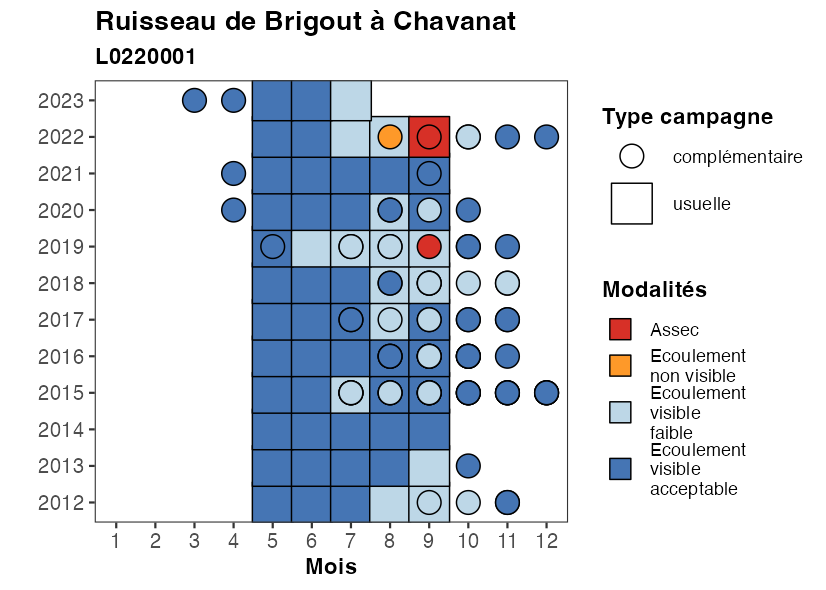 Ruisseau de Brigout à Chavanat
L0220001
2023
2022
2021
2020
2019
2018
2017
2016
2015
2014
2013
2012
1 2 3 4 5 6 7 8 9 10 11 12
Mois
Type campagne
complémentaire
usuelle
Modalités
Assec
Ecoulement
non visible
Ecoulement
visible
faible
Ecoulement
visible
acceptable